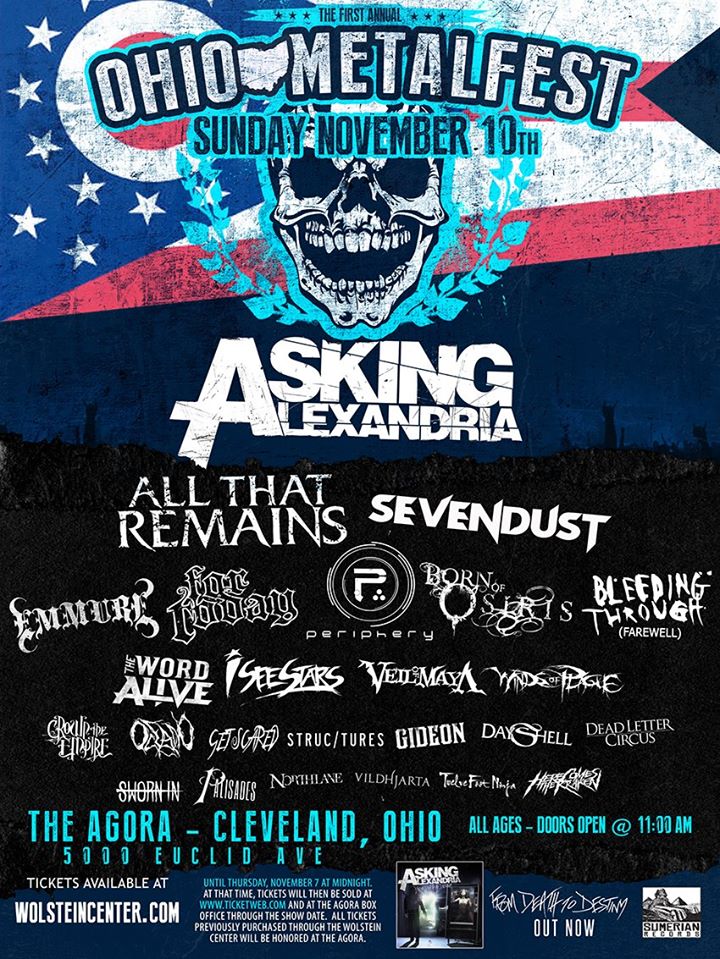 THE FIRST ANNUAL
OHIO METALFEST
SUNDAY NOVEMBER 10TH
ASKING
ALEXANDRIA
ALL THAT
REMAINS
SEVENDUST
EMMURE
for today
P
periphery
BORN OF OSIRIS
BLEEDING
THROUGH
(FAREWELL)
THE WORD
ALIVE
I SEE STARS
VEIL OF MAYA
WINDS OF PLAGUE
CROWN THE
EMPIRE
OCEANO
GET SCARED
STRUC/TURES
GIDEON
DAYSHELL
DEAD LETTER
CIRCUS
SWORN IN
PALISADES
NORTHLANE
VILDHJARTA
Twelve Foot Ninja
HERE COMES
THE KRAKEN
THE AGORA – CLEVELAND, OHIO
5000 EUCLID AVE
ALL AGES – DOORS OPEN @ 11:00 AM
TICKETS AVAILABLE AT
WOLSTEINCENTER.COM
UNTIL THURSDAY, NOVEMBER 7 AT MIDNIGHT.
AT THAT TIME, TICKETS WILL THEN BE SOLD AT
WWW.TICKETWEB.COM AND AT THE AGORA BOX
OFFICE THROUGH THE SHOW DATE. ALL TICKETS
PREVIOUSLY PURCHASED THROUGH THE WOLSTEIN
CENTER WILL BE HONORED AT THE AGORA.
ASKING
ALEXANDRIA
FROM DEATH TO DESTINY
OUT NOW
SUMERIAN
RECORDS